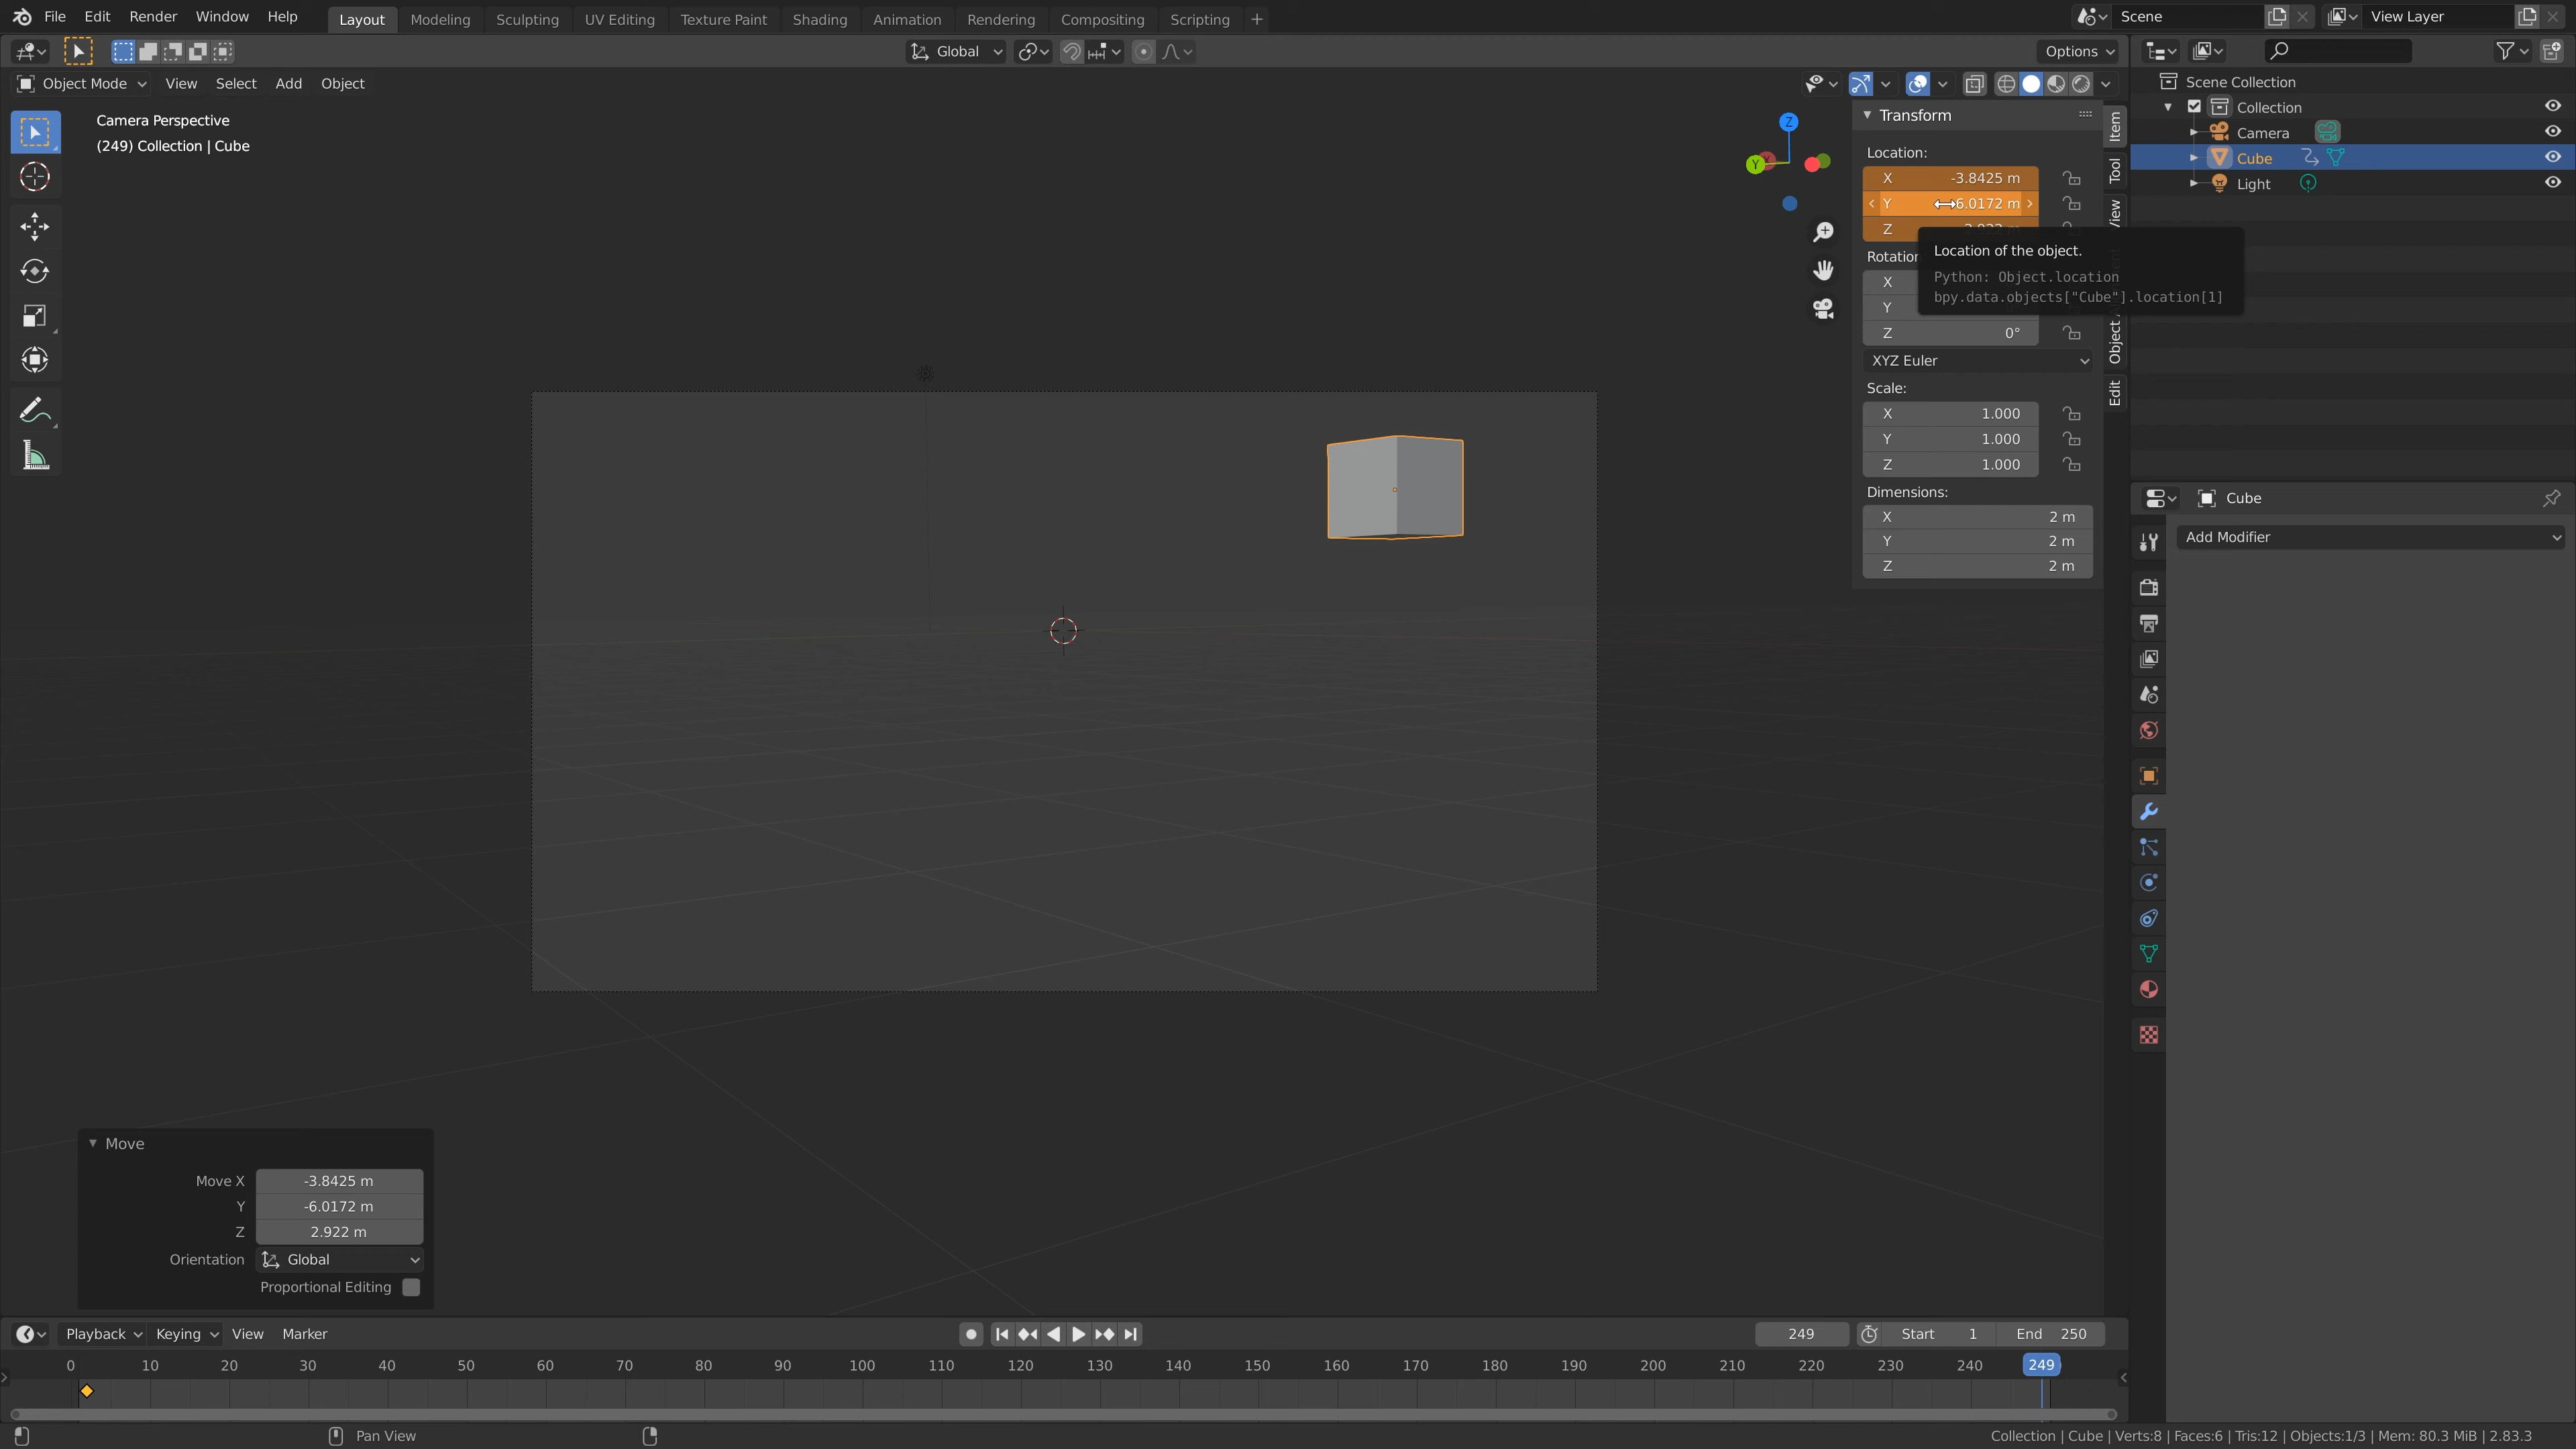 File Edit Render Window Help Layout Modeling Sculpting UV Editing Texture Paint Shading Animation Rendering Compositing Scripting + Scene View Layer
Global Options
Object Mode View Select Add Object
Camera Perspective
(249) Collection | Cube
Z
Y
Transform
Location:
X -3.8425 m
Y 6.0172 m
Z
Rotation
X
Y
Z 0°
XYZ Euler
Scale:
X 1.000
Y 1.000
Z 1.000
Dimensions:
X 2 m
Y 2 m
Z 2 m
Location of the object.
Python: Object.location
bpy.data.objects["Cube"].location[1]
Item
Tool
Edit
Scene Collection
Collection
Camera
Cube
Light
Cube
Add Modifier
Move
Move X -3.8425 m
Y -6.0172 m
Z 2.922 m
Orientation Global
Proportional Editing
Playback Keying View Marker 249 Start 1 End 250
0 10 20 30 40 50 60 70 80 90 100 110 120 130 140 150 160 170 180 190 200 210 220 230 240 249
Pan View Collection | Cube | Verts:8 | Faces:6 | Tris:12 | Objects:1/3 | Mem: 80.3 MiB | 2.83.3